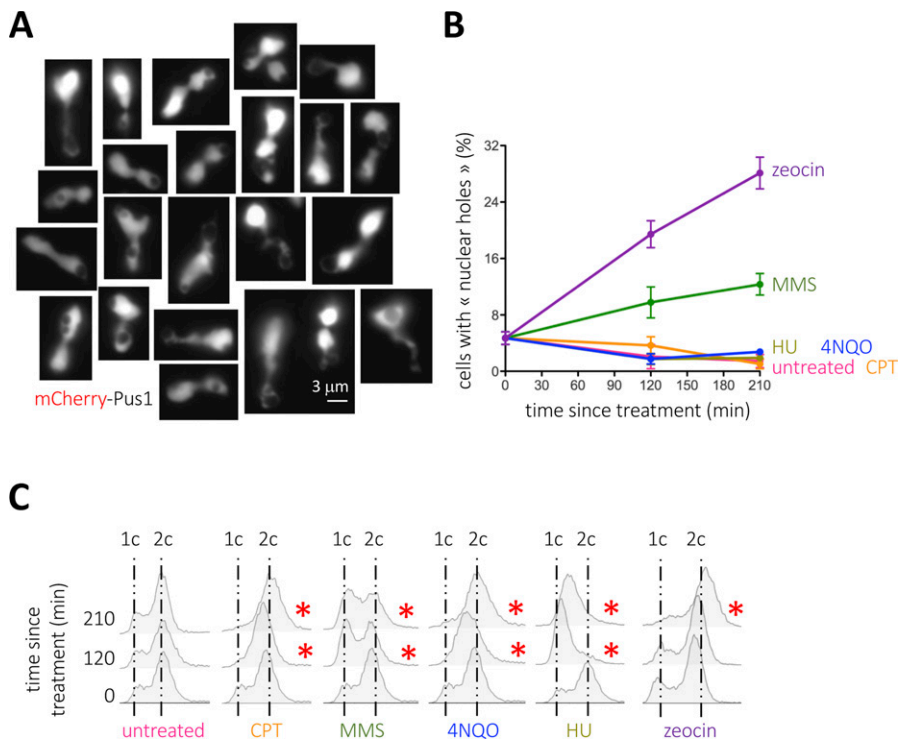 A
mCherry-Pus1
3 μm
B
cells with « nuclear holes » (%)
32
24
16
8
0
0 30 60 90 120 150 180 210
time since treatment (min)
zeocin
MMS
HU 4NQO
untreated CPT
C
time since
treatment (min)
210
120
0
1c 2c 1c 2c 1c 2c 1c 2c 1c 2c 1c 2c
* * * * *
* * * *
untreated CPT MMS 4NQO HU zeocin